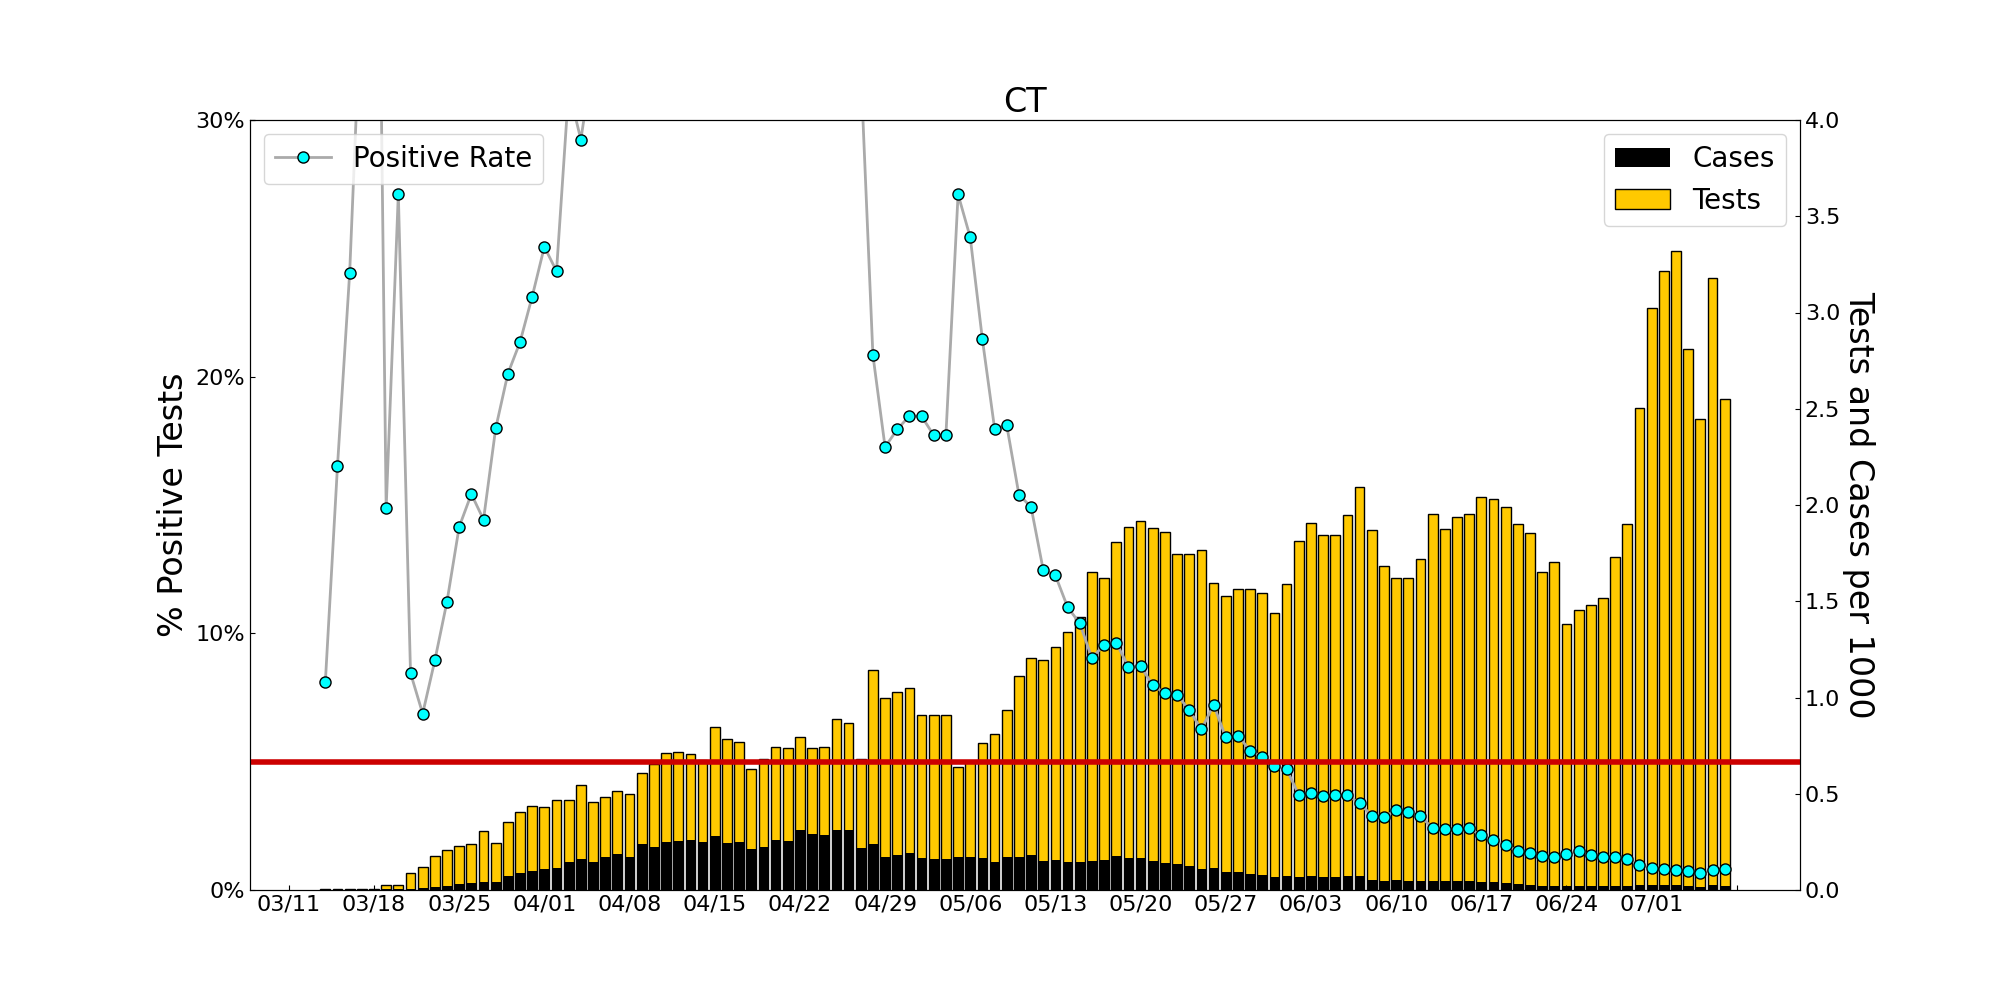 CT
30%
20%
10%
0%
% Positive Tests
Positive Rate
Cases
Tests
4.0
3.5
3.0
2.5
2.0
1.5
1.0
0.5
0.0
Tests and Cases per 1000
03/11 03/18 03/25 04/01 04/08 04/15 04/22 04/29 05/06 05/13 05/20 05/27 06/03 06/10 06/17 06/24 07/01